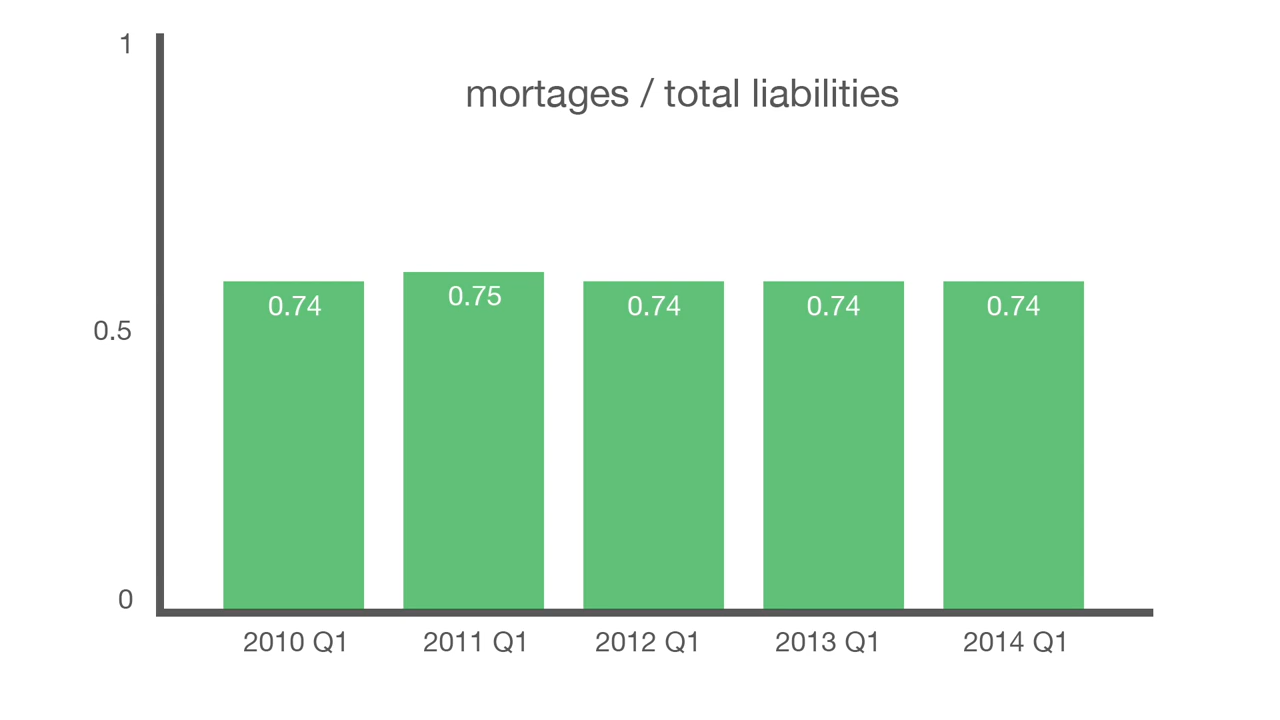 1
mortages / total liabilities
0.74
0.75
0.74
0.74
0.74
0.5
0
2010 Q1
2011 Q1
2012 Q1
2013 Q1
2014 Q1